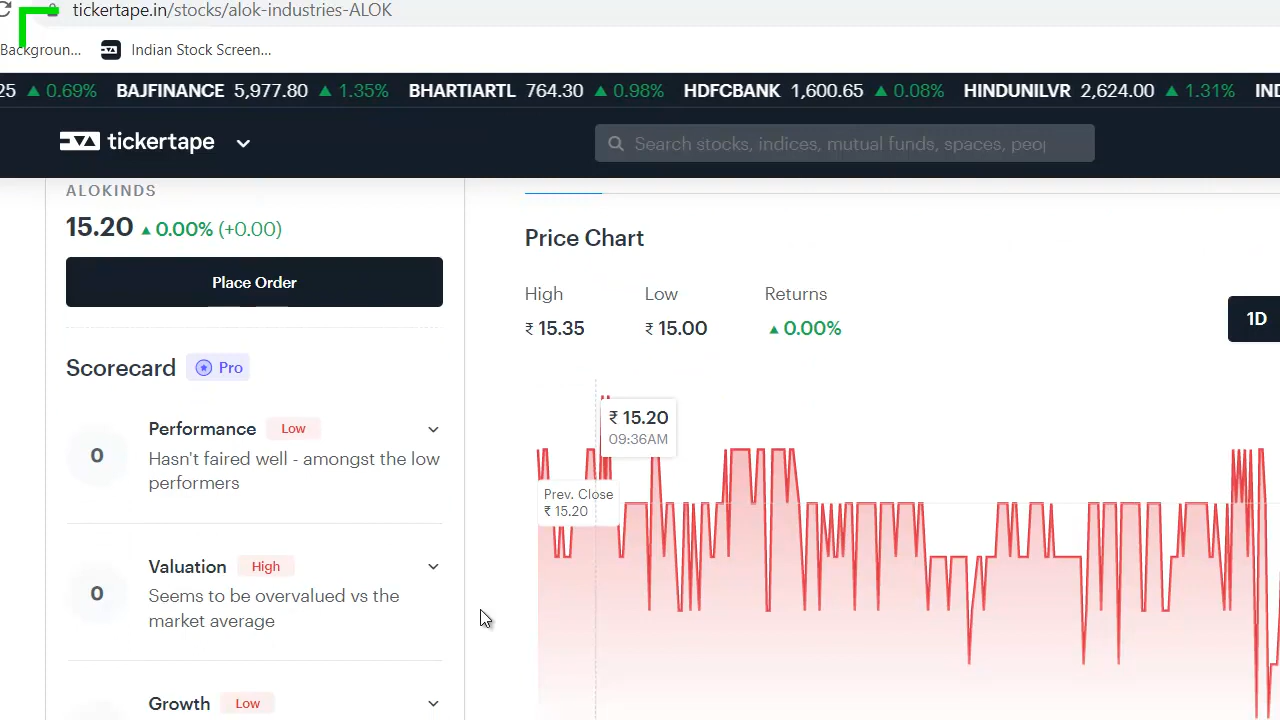 tickertape.in/stocks/alok-industries-ALOK
Backgroun... Indian Stock Screen...
25 ▲ 0.69% BAJFINANCE 5,977.80 ▲ 1.35% BHARTIARTL 764.30 ▲ 0.98% HDFCBANK 1,600.65 ▲ 0.08% HINDUNILVR 2,624.00 ▲ 1.31% IND
tickertape
Search stocks, indices, mutual funds, spaces, peop
ALOKINDS
15.20 ▲ 0.00% (+0.00)
Place Order
Scorecard Pro
0
Performance Low
Hasn't faired well - amongst the low
performers
0
Valuation High
Seems to be overvalued vs the
market average
Growth Low
Price Chart
High Low Returns
₹ 15.35 ₹ 15.00 ▲ 0.00%
1D
₹ 15.20
09:36AM
Prev. Close
₹ 15.20